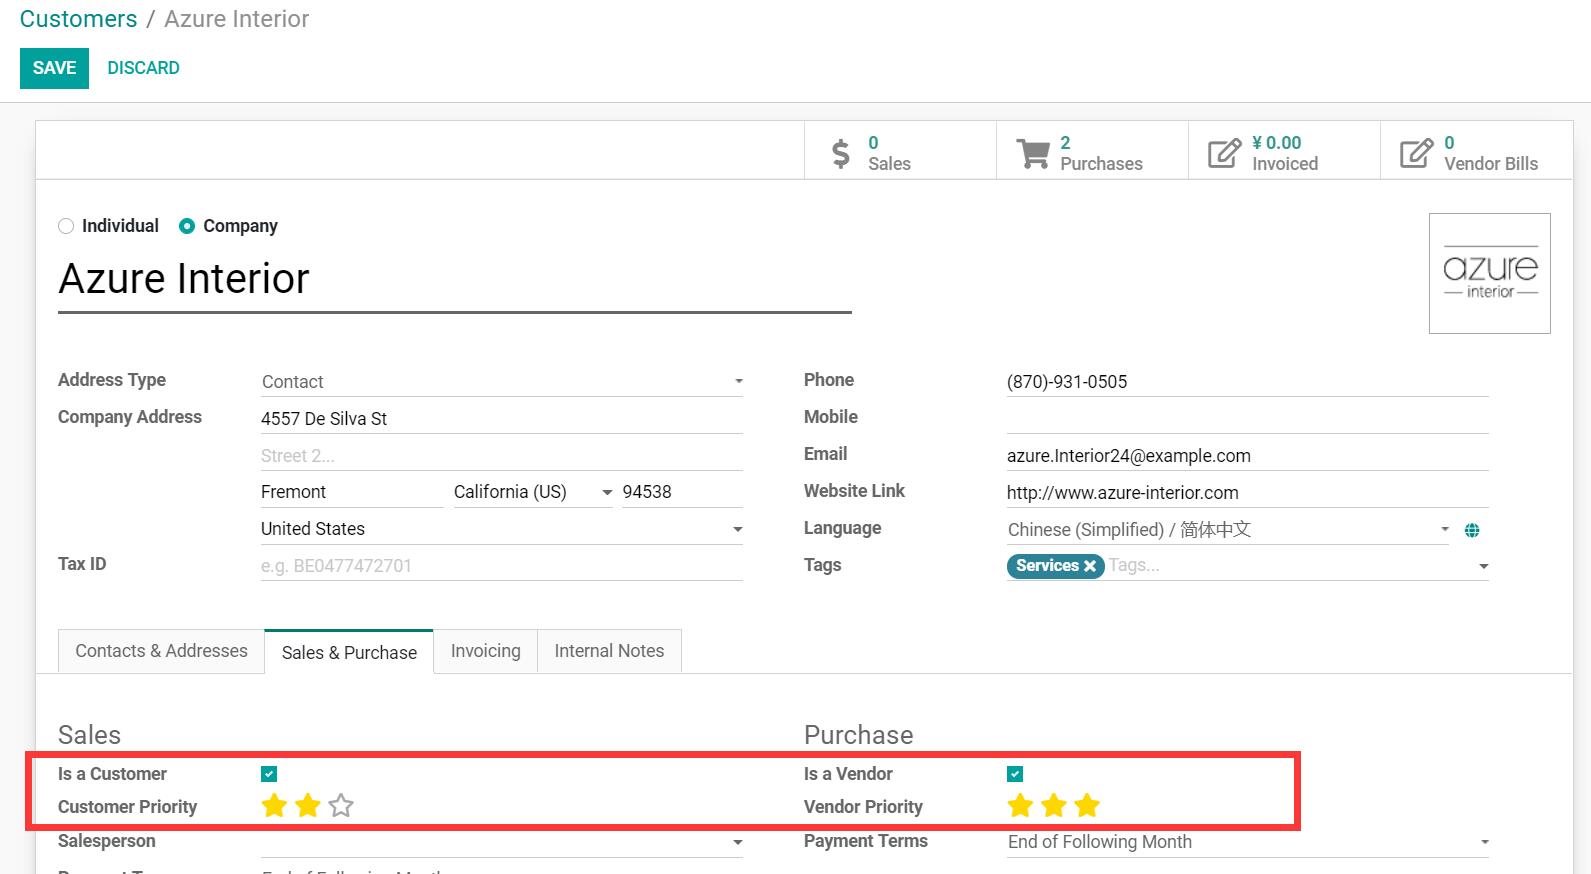 Customers / Azure Interior
SAVE DISCARD
0
Sales
2
Purchases
¥ 0.00
Invoiced
0
Vendor Bills
Individual Company
Azure Interior
azure
interior
Address Type Contact
Company Address 4557 De Silva St
Street 2...
Fremont California (US) 94538
United States
Tax ID e.g. BE0477472701
Phone (870)-931-0505
Mobile
Email azure.Interior24@example.com
Website Link http://www.azure-interior.com
Language Chinese (Simplified) / 简体中文
Tags Services Tags...
Contacts & Addresses Sales & Purchase Invoicing Internal Notes
Sales
Is a Customer
Customer Priority
Salesperson
Purchase
Is a Vendor
Vendor Priority
Payment Terms End of Following Month